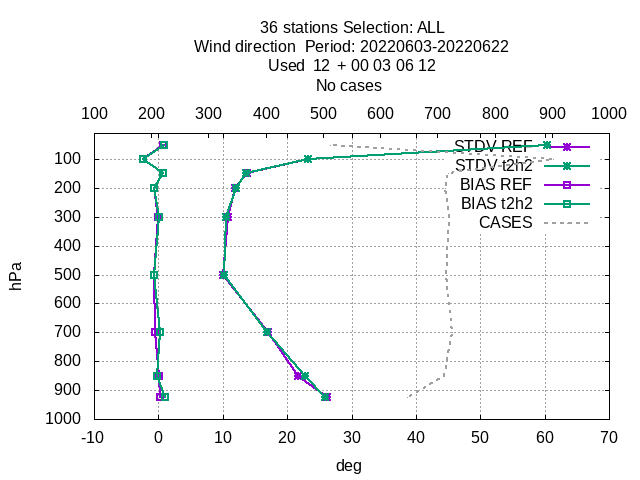 36 stations Selection: ALL
Wind direction  Period: 20220603-20220622
Used  12  + 00 03 06 12
No cases
100 200 300 400 500 600 700 800 900 1000
STDV REF
STDV t2h2
BIAS REF
BIAS t2h2
CASES
hPa
100
200
300
400
500
600
700
800
900
1000
-10 0 10 20 30 40 50 60 70
deg